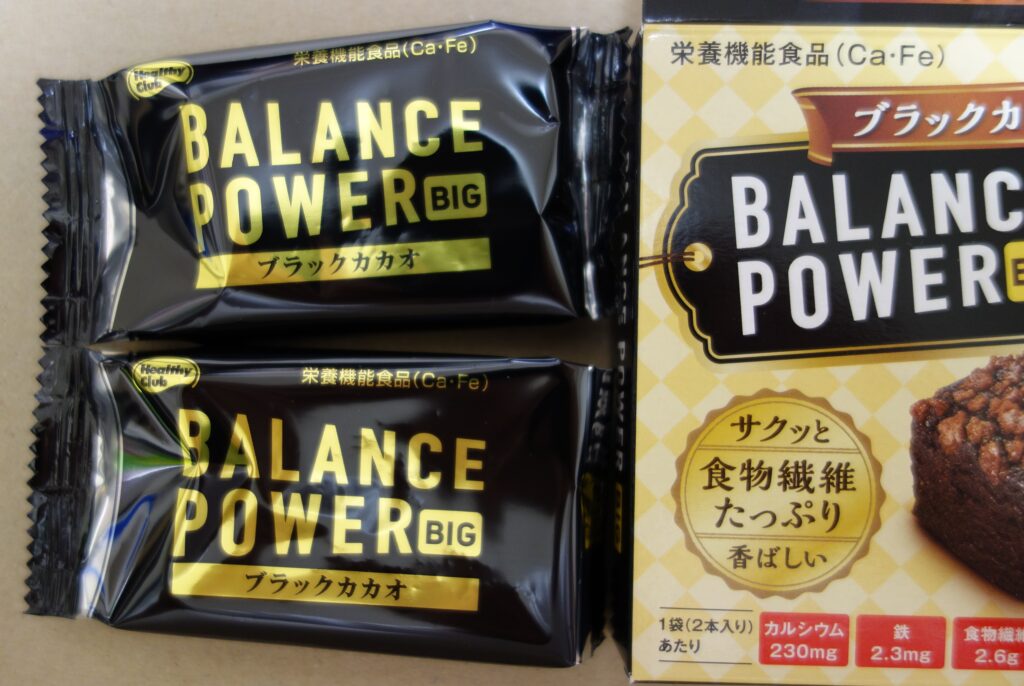 Healthy
Club
栄養機能食品(Ca・Fe)
BALANCE
POWER BIG
ブラックカカオ
Healthy
Club
栄養機能食品(Ca・Fe)
BALANCE
POWER BIG
ブラックカカオ
栄養機能食品(Ca・Fe)
ブラックカ
BALANC
POWER
サクッと
食物繊維
たっぷり
香ばしい
1袋(2本入り)
あたり
カルシウム
230mg
鉄
2.3mg
食物繊維
2.6g